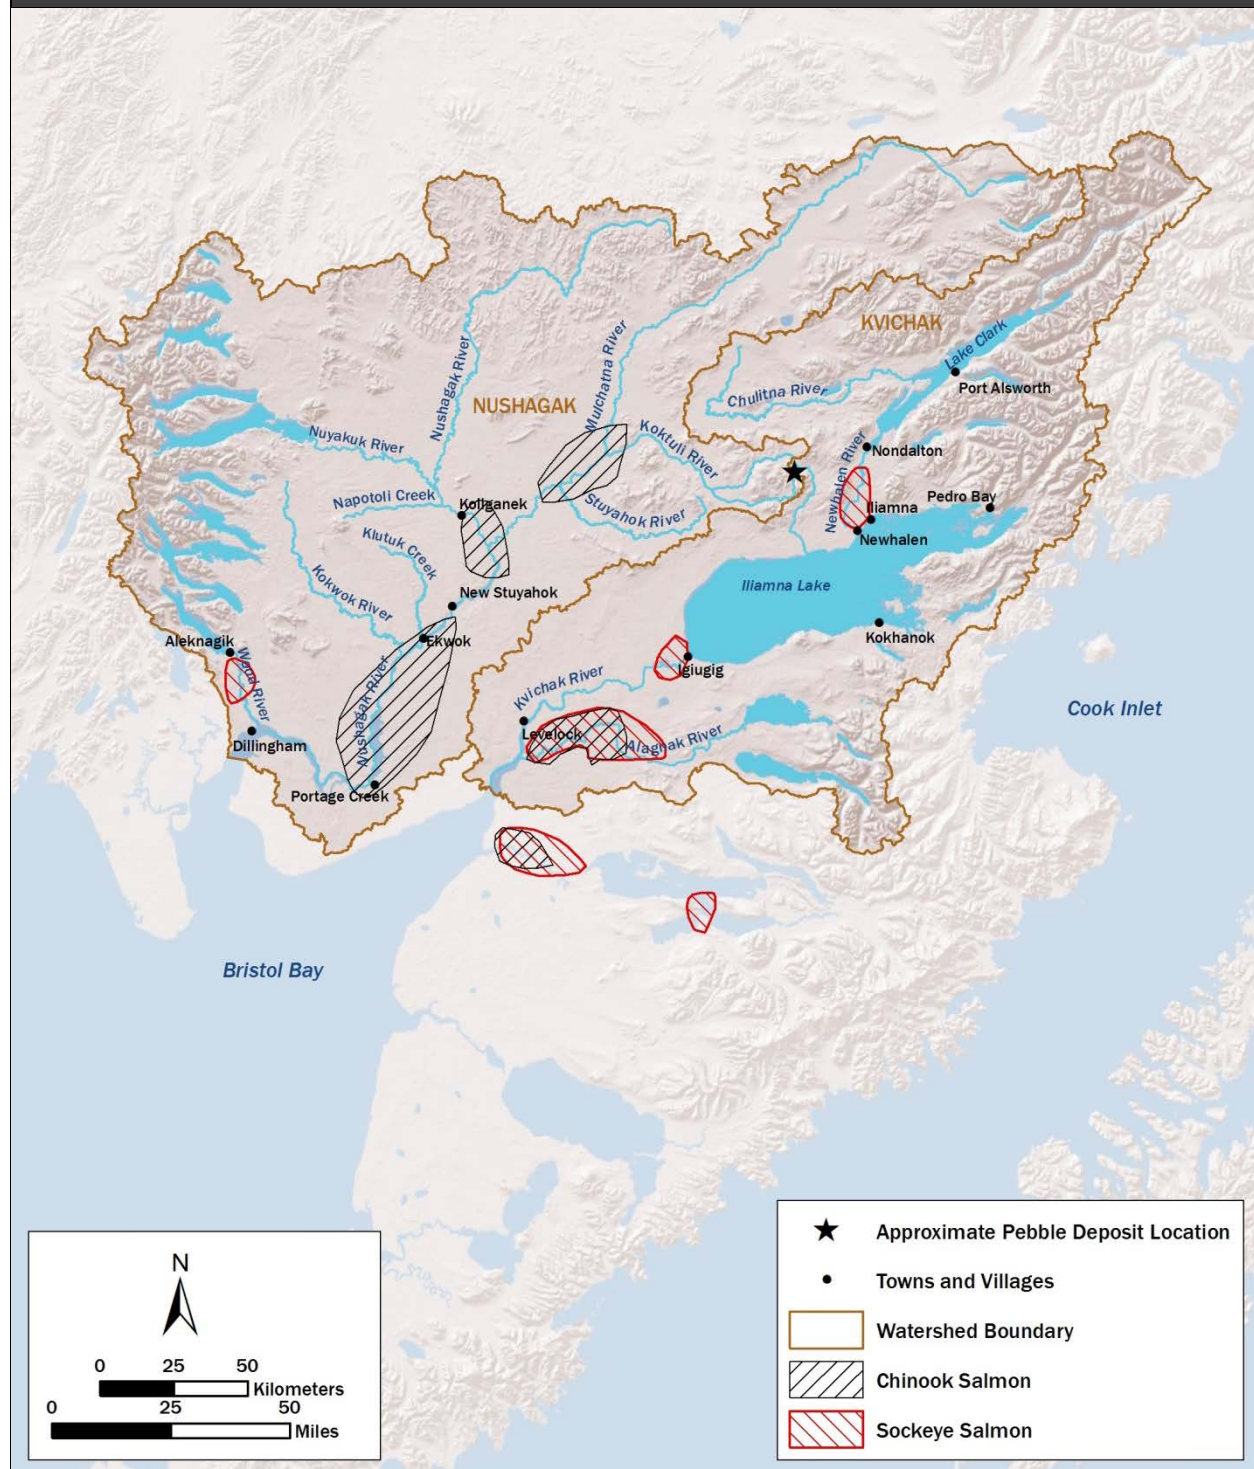 KVICHAK
Lake Clark
Port Alsworth
Nushagak River
Mulchatna River
NUSHAGAK
Chulitna River
Nuyakuk River
Koktuli River
Newhalen River
Nondalton
Napotoli Creek
Koliganek
Stuyahok River
Iliamna
Pedro Bay
Newhalen
Klutuk Creek
Kokwok River
Iliamna Lake
New Stuyahok
Ekwok
Kokhanok
Aleknagik
Wood River
Igiugig
Kvichak River
Nushagak River
Levelock
Alagnak River
Cook Inlet
Dillingham
Portage Creek
Bristol Bay
N
0 25 50
Kilometers
0 25 50
Miles
Approximate Pebble Deposit Location
Towns and Villages
Watershed Boundary
Chinook Salmon
Sockeye Salmon